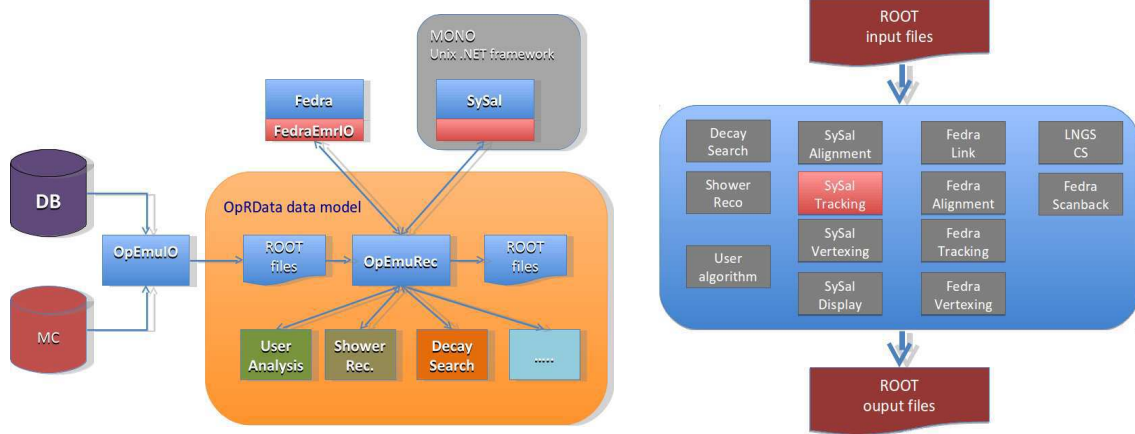 MONO
Unix .NET framework
Fedra
FedraEmrIO
SySal
DB
MC
OpEmuIO
OpRData data model
ROOT
files
OpEmuRec
ROOT
files
User
Analysis
Shower
Rec.
Decay
Search
.....
ROOT
input files
Decay
Search
SySal
Alignment
Fedra
Link
LNGS
CS
Shower
Reco
SySal
Tracking
Fedra
Alignment
Fedra
Scanback
User
algorithm
SySal
Vertexing
Fedra
Tracking
SySal
Display
Fedra
Vertexing
ROOT
ouput files